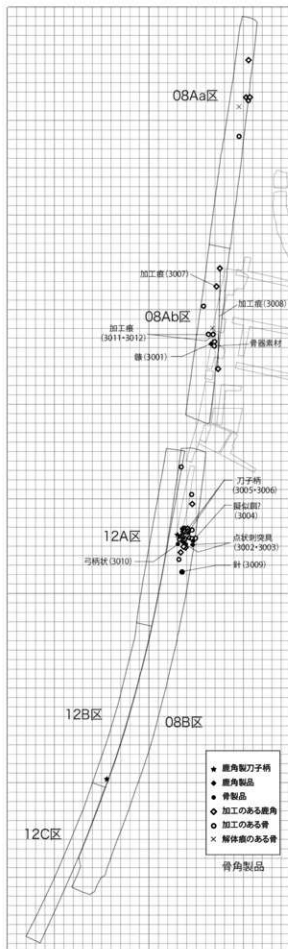 08Aa区
加工痕(3007)
加工痕(3008)
08Ab区
加工痕
(3011・3012)
鏃(3001)
骨器素材
刀子柄
(3005・3006)
12A区
擬似餌?
(3004)
点状刺突具
(3002・3003)
弓柄状(3010)
針(3009)
12B区
08B区
12C区
★ 鹿角製刀子柄
◆ 鹿角製品
● 骨製品
◇ 加工のある鹿角
○ 加工のある骨
× 解体痕のある骨
骨角製品